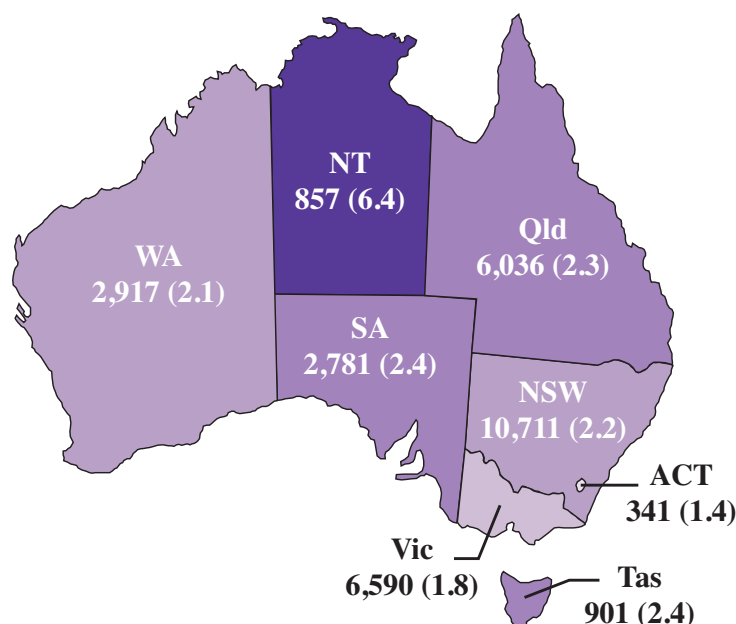 NT
857 (6.4)
Qld
6,036 (2.3)
WA
2,917 (2.1)
SA
2,781 (2.4)
NSW
10,711 (2.2)
ACT
341 (1.4)
Vic
6,590 (1.8)
Tas
901 (2.4)